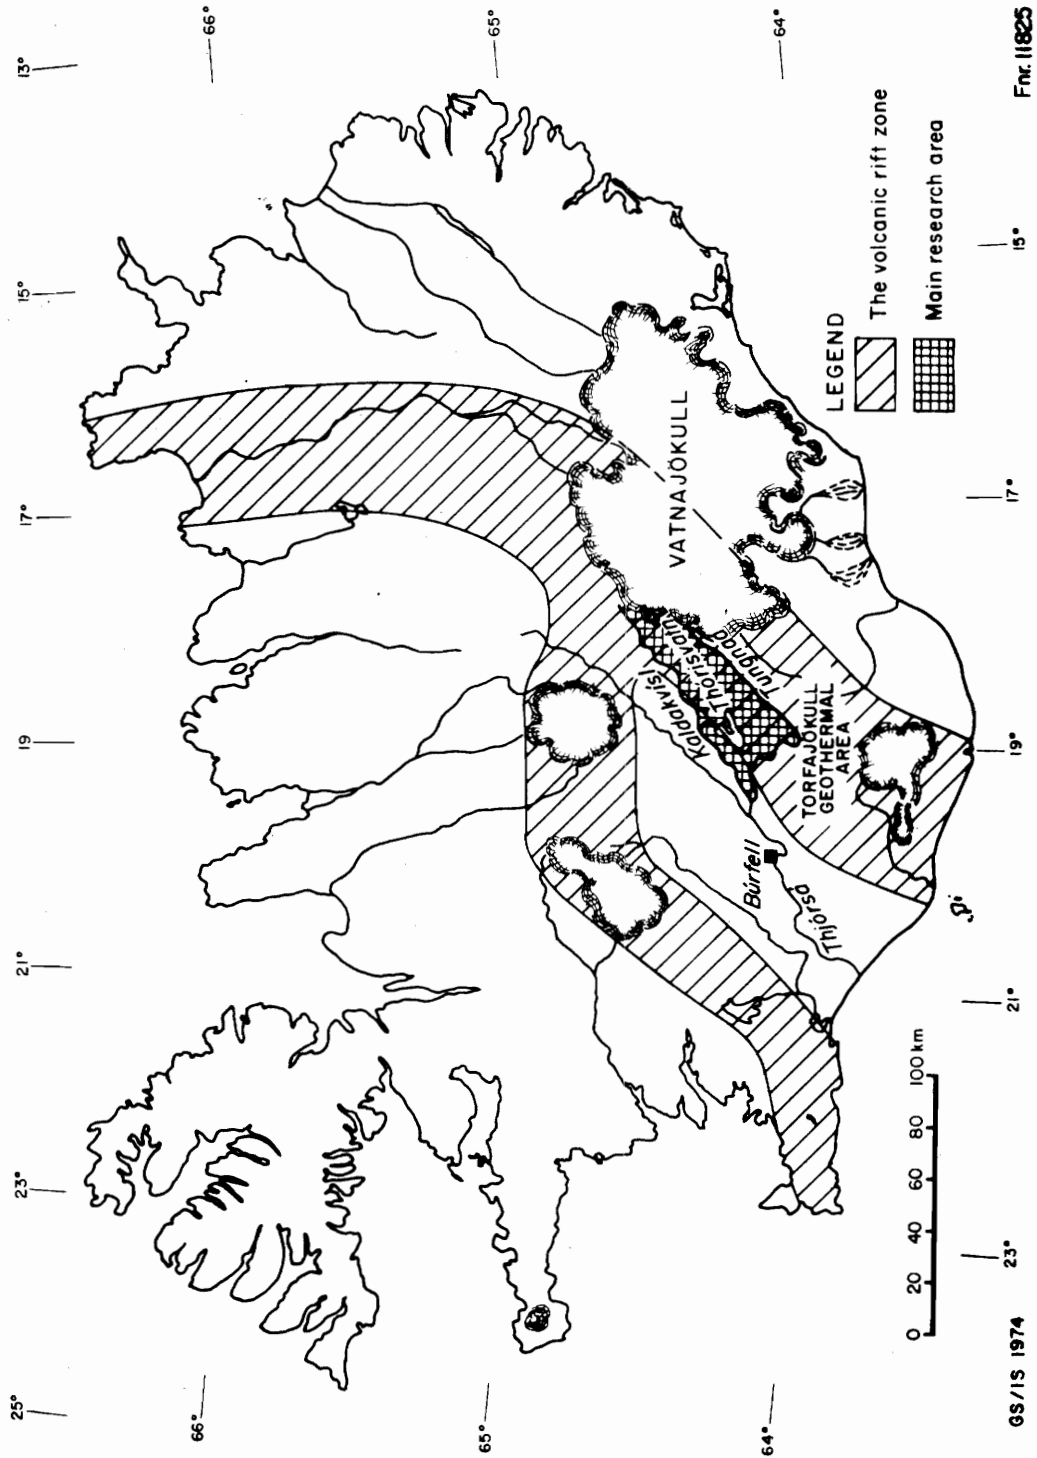 25°
23°
21°
19
17°
15°
13°
66°
66°
65°
65°
64°
64°
VATNAJÖKULL
Kaldakvísl
Thórisvatn
Tungnaá
TORFAJÖKULL
GEOTHERMAL
AREA
Búrfell
Thjórsá
LEGEND
The volcanic rift zone
Main research area
0 20 40 60 80 100 km
23°
21°
19°
17°
15°
GS/IS 1974
Fnr. 11825